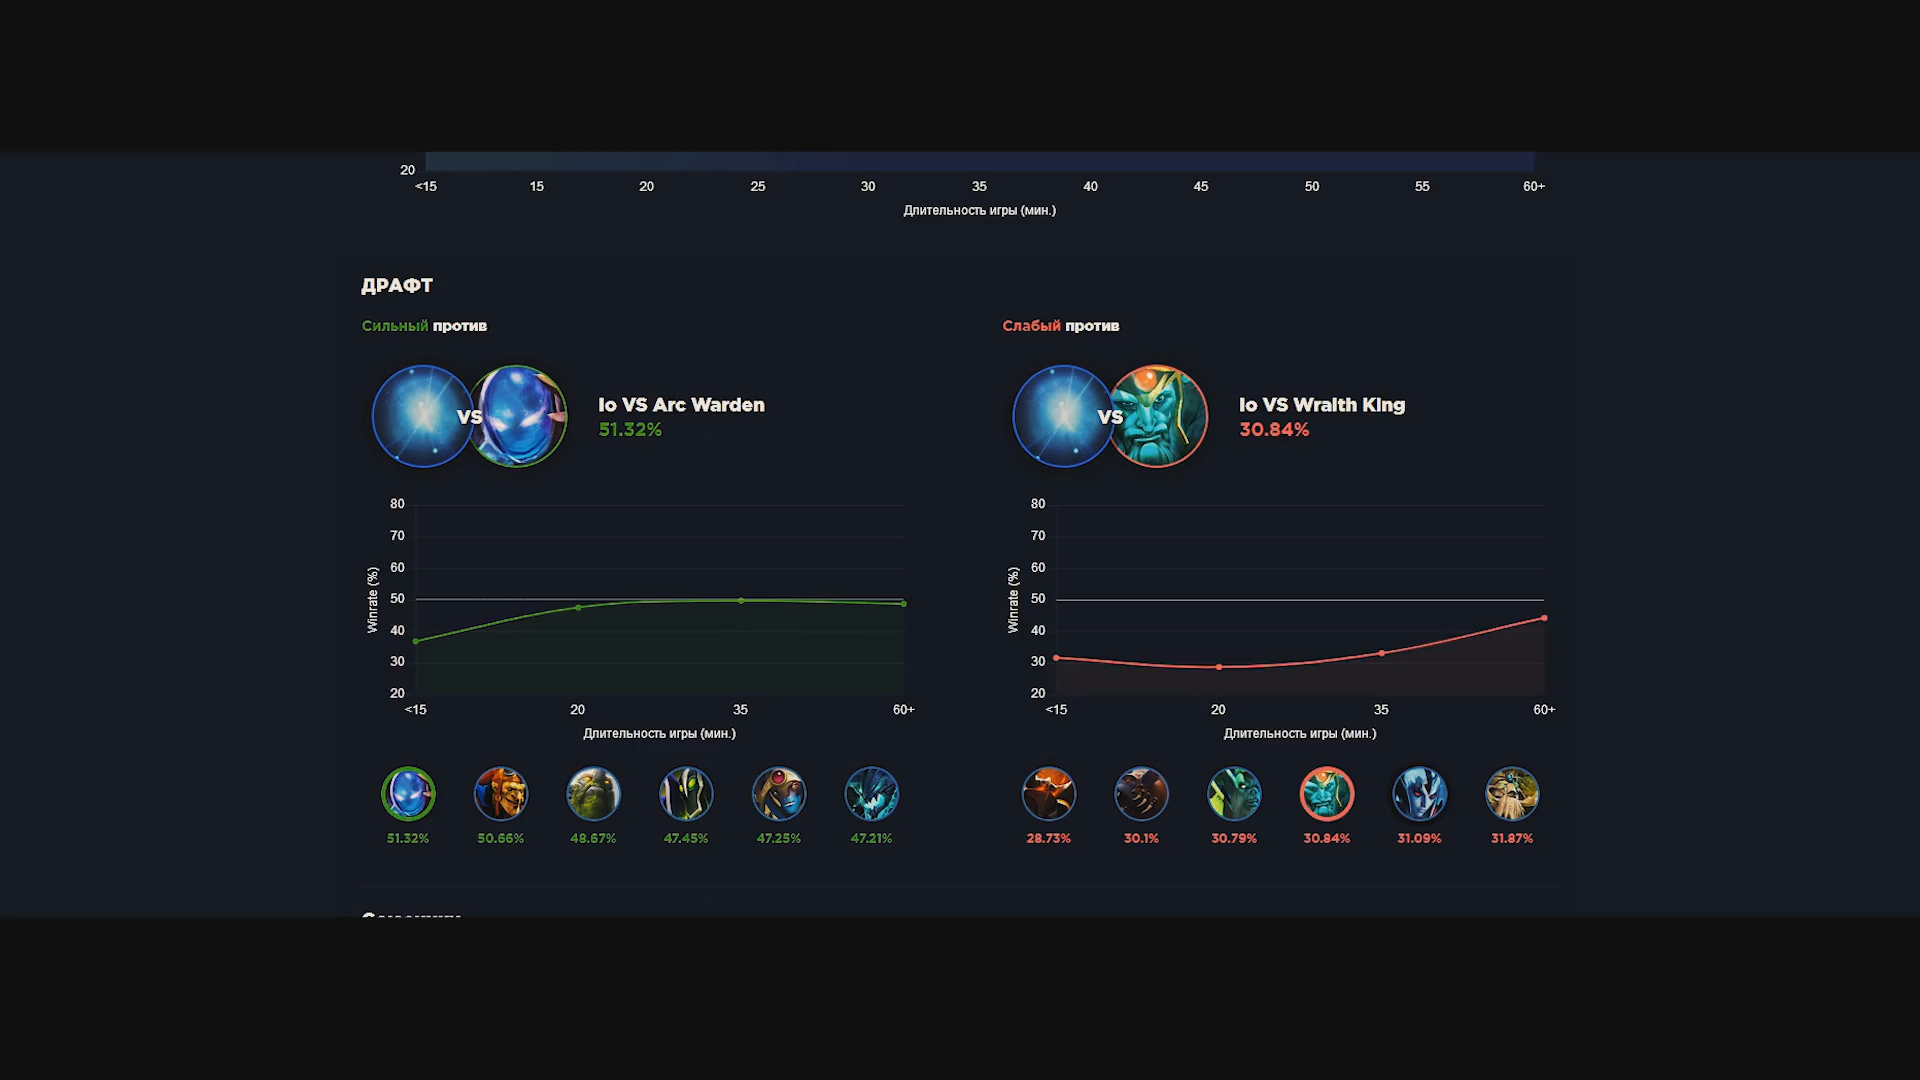 20
<15 15 20 25 30 35 40 45 50 55 60+
Длительность игры (мин.)
ДРАФТ
Сильный против
VS
Io VS Arc Warden
51.32%
80
70
60
50
40
30
20
Winrate (%)
<15 20 35 60+
Длительность игры (мин.)
51.32% 50.66% 48.67% 47.45% 47.25% 47.21%
Слабый против
VS
Io VS Wraith King
30.84%
80
70
60
50
40
30
20
Winrate (%)
<15 20 35 60+
Длительность игры (мин.)
28.73% 30.1% 30.79% 30.84% 31.09% 31.87%